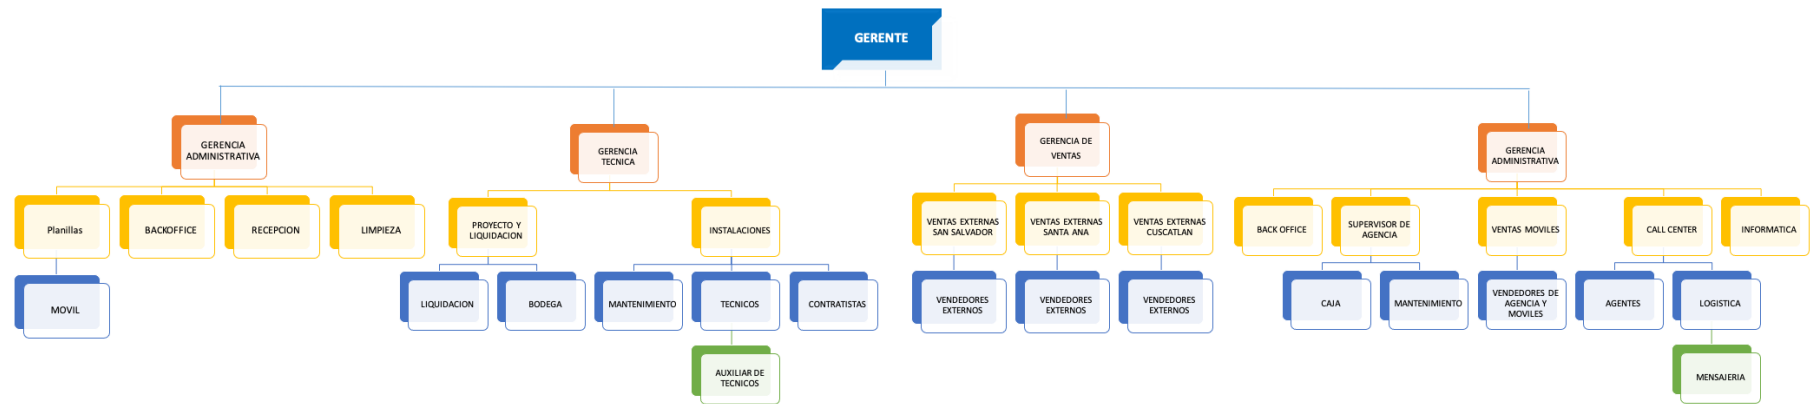 GERENTE
GERENCIA
ADMINISTRATIVA
GERENCIA
TECNICA
GERENCIA DE
VENTAS
GERENCIA
ADMINISTRATIVA
Planillas
BACKOFFICE
RECEPCION
LIMPIEZA
PROYECTO Y
LIQUIDACION
INSTALACIONES
VENTAS EXTERNAS
SAN SALVADOR
VENTAS EXTERNAS
SANTA ANA
VENTAS EXTERNAS
CUSCATLAN
BACK OFFICE
SUPERVISOR DE
AGENCIA
VENTAS MOVILES
CALL CENTER
INFORMATICA
MOVIL
LIQUIDACION
BODEGA
MANTENIMIENTO
TECNICOS
CONTRATISTAS
VENDEDORES
EXTERNOS
VENDEDORES
EXTERNOS
VENDEDORES
EXTERNOS
CAJA
MANTENIMIENTO
VENDEDORES DE
AGENCIA Y
MOVILES
AGENTES
LOGISTICA
AUXILIAR DE
TECNICOS
MENSAJERIA